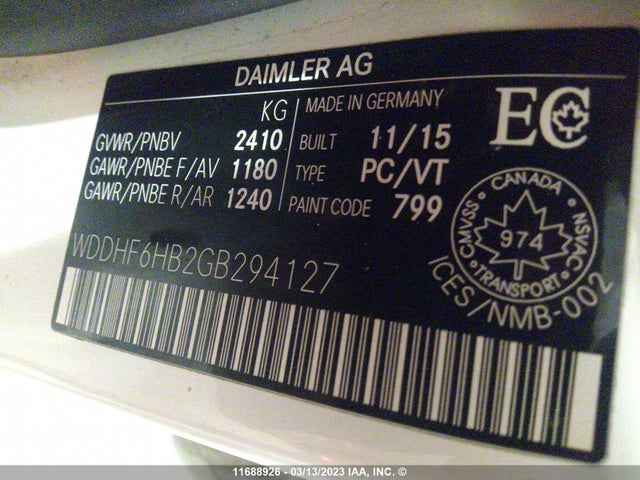 DAIMLER AG
KG
GVWR/PNBV 2410
GAWR/PNBE F/AV 1180
GAWR/PNBE R/AR 1240
MADE IN GERMANY
BUILT 11/15
TYPE PC/VT
PAINT CODE 799
EC
CANADA
CMVSS 974 NSVAC
TRANSPORT
ICES/NMB-002
WDDHF6HB2GB294127
11688926 - 03/13/2023 IAA, INC. ©